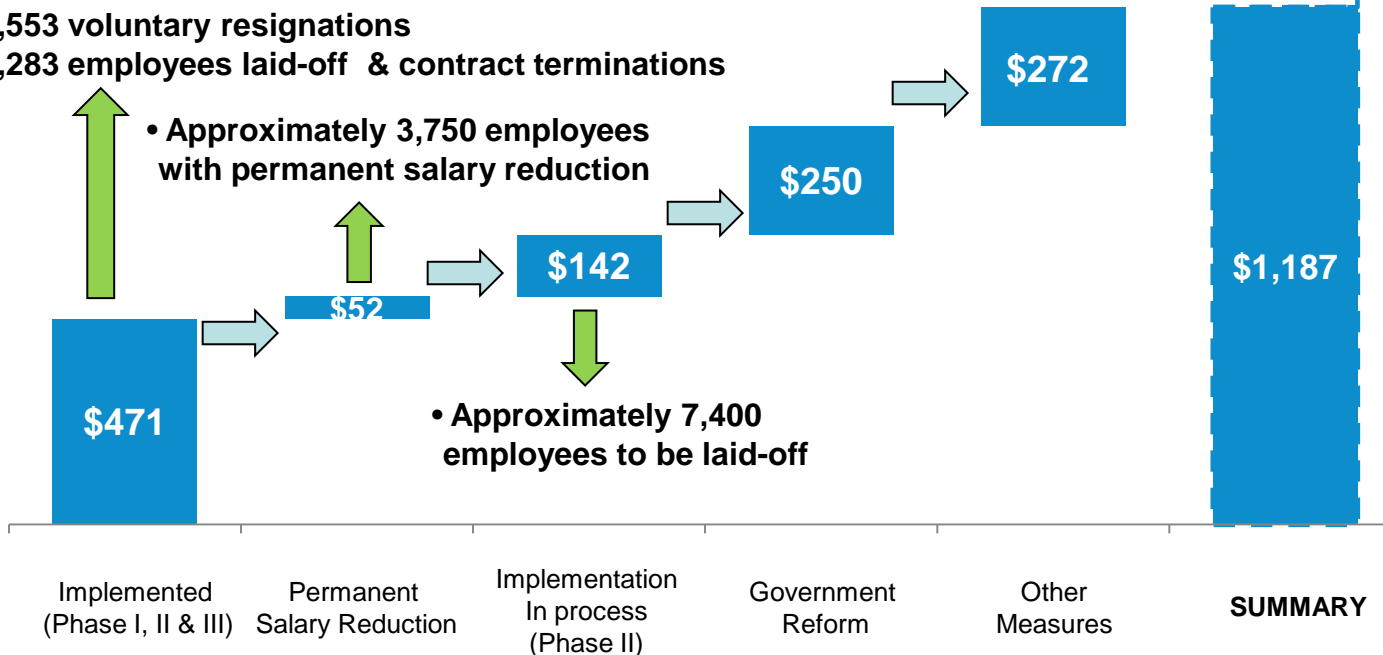 ,553 voluntary resignations
,283 employees laid-off & contract terminations
• Approximately 3,750 employees
with permanent salary reduction
$272
$250
$142
$1,187
$52
$471
• Approximately 7,400
employees to be laid-off
Implemented
(Phase I, II & III)
Permanent
Salary Reduction
Implementation
In process
(Phase II)
Government
Reform
Other
Measures
SUMMARY